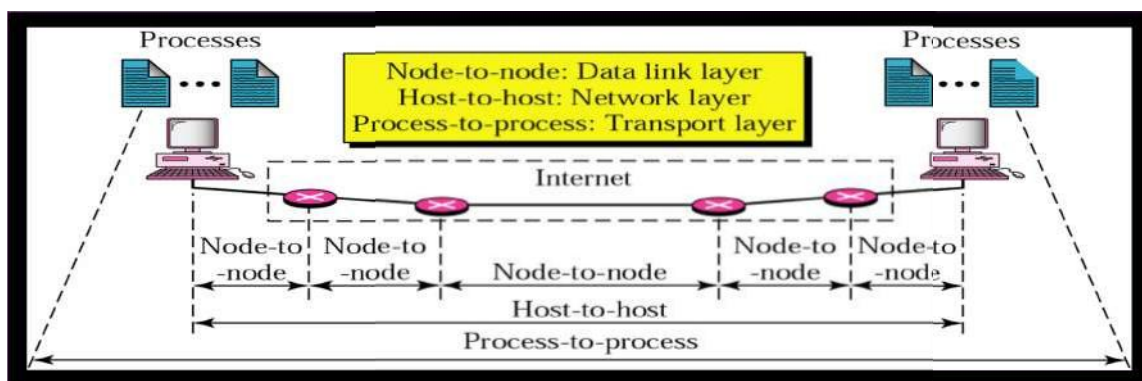 Processes
Processes
Node-to-node: Data link layer
Host-to-host: Network layer
Process-to-process: Transport layer
Internet
Node-to
-node
Node-to
-node
Node-to-node
Node-to
-node
Node-to
-node
Host-to-host
Process-to-process